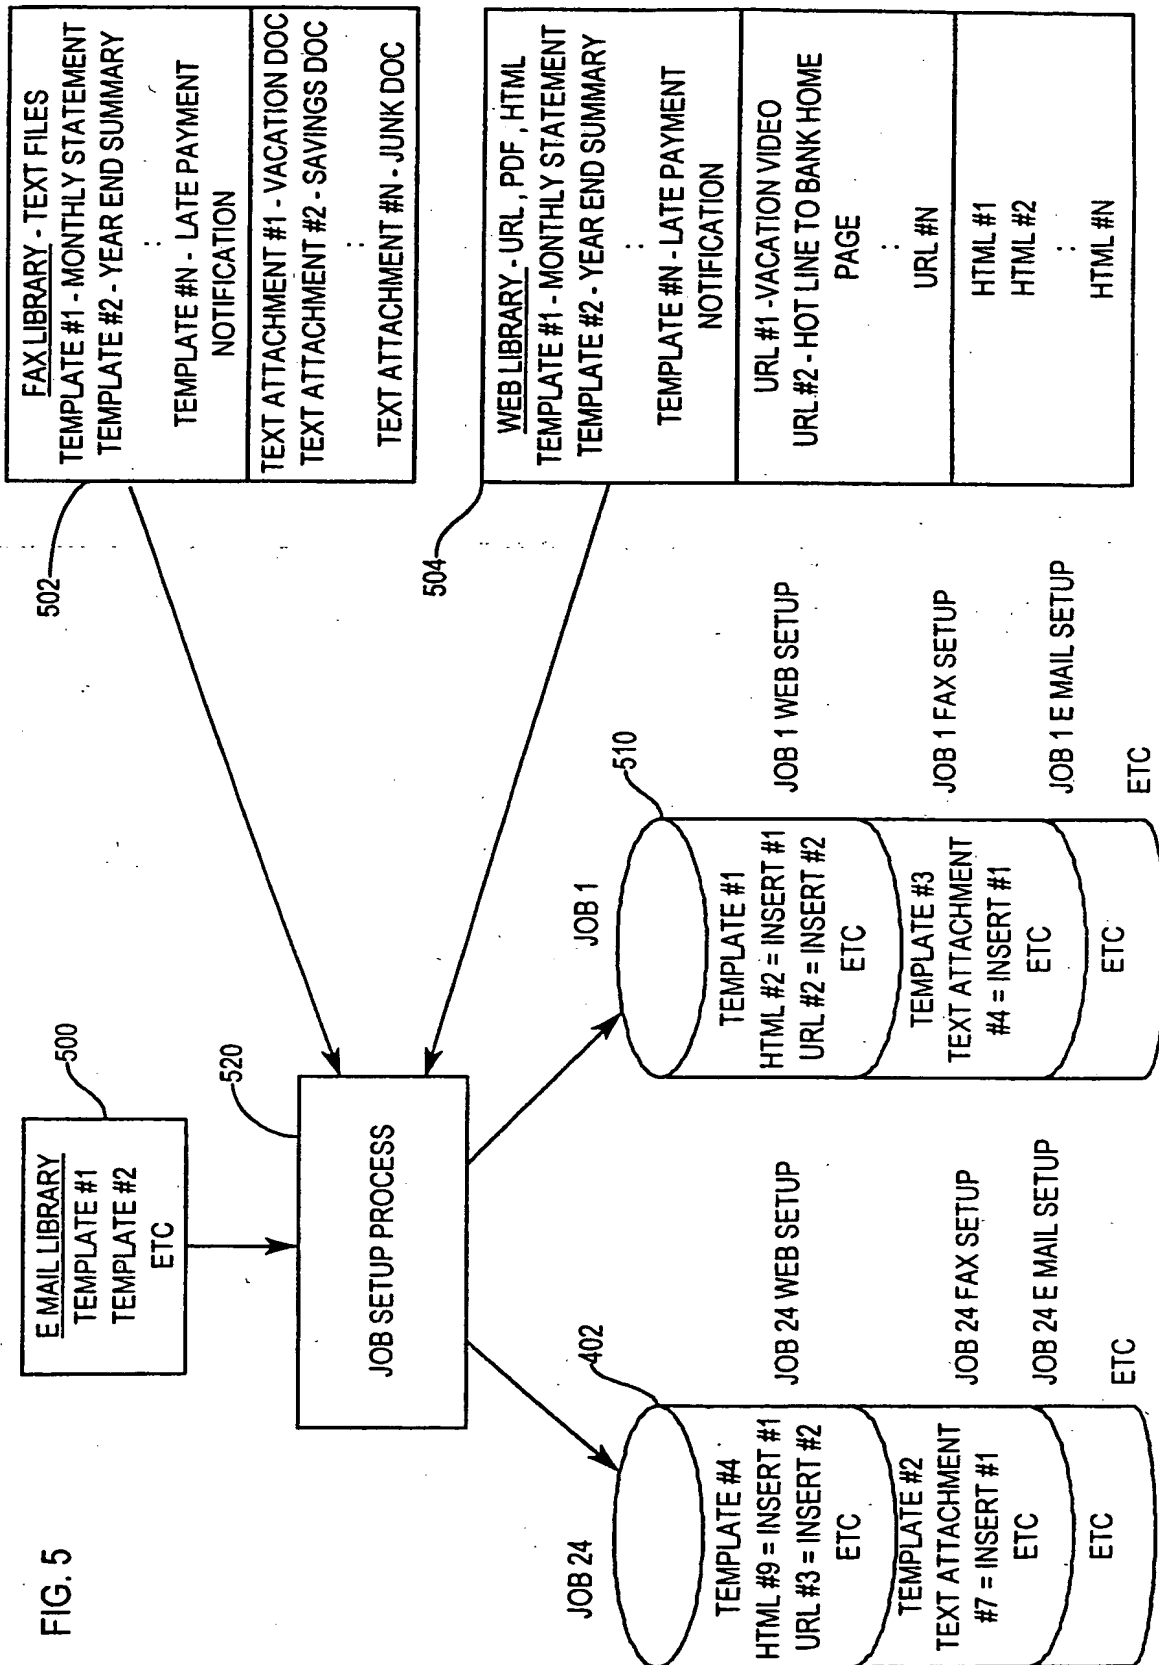 FIG. 5
E MAIL LIBRARY
TEMPLATE #1
TEMPLATE #2
ETC
500
FAX LIBRARY - TEXT FILES
TEMPLATE #1 - MONTHLY STATEMENT
TEMPLATE #2 - YEAR END SUMMARY
:
TEMPLATE #N - LATE PAYMENT
NOTIFICATION
TEXT ATTACHMENT #1 - VACATION DOC
TEXT ATTACHMENT #2 - SAVINGS DOC
:
TEXT ATTACHMENT #N - JUNK DOC
502
JOB SETUP PROCESS
520
WEB LIBRARY - URL, PDF, HTML
TEMPLATE #1 - MONTHLY STATEMENT
TEMPLATE #2 - YEAR END SUMMARY
:
TEMPLATE #N - LATE PAYMENT
NOTIFICATION
URL #1 -VACATION VIDEO
URL #2 - HOT LINE TO BANK HOME
PAGE
:
URL #N
HTML #1
HTML #2
:
HTML #N
504
JOB 24
402
TEMPLATE #4
HTML #9 = INSERT #1
URL #3 = INSERT #2
ETC
JOB 24 WEB SETUP
TEMPLATE #2
TEXT ATTACHMENT
#7 = INSERT #1
ETC
JOB 24 FAX SETUP
JOB 24 E MAIL SETUP
ETC
ETC
JOB 1
510
TEMPLATE #1
HTML #2 = INSERT #1
URL #2 = INSERT #2
ETC
JOB 1 WEB SETUP
TEMPLATE #3
TEXT ATTACHMENT
#4 = INSERT #1
ETC
JOB 1 FAX SETUP
JOB 1 E MAIL SETUP
ETC
ETC